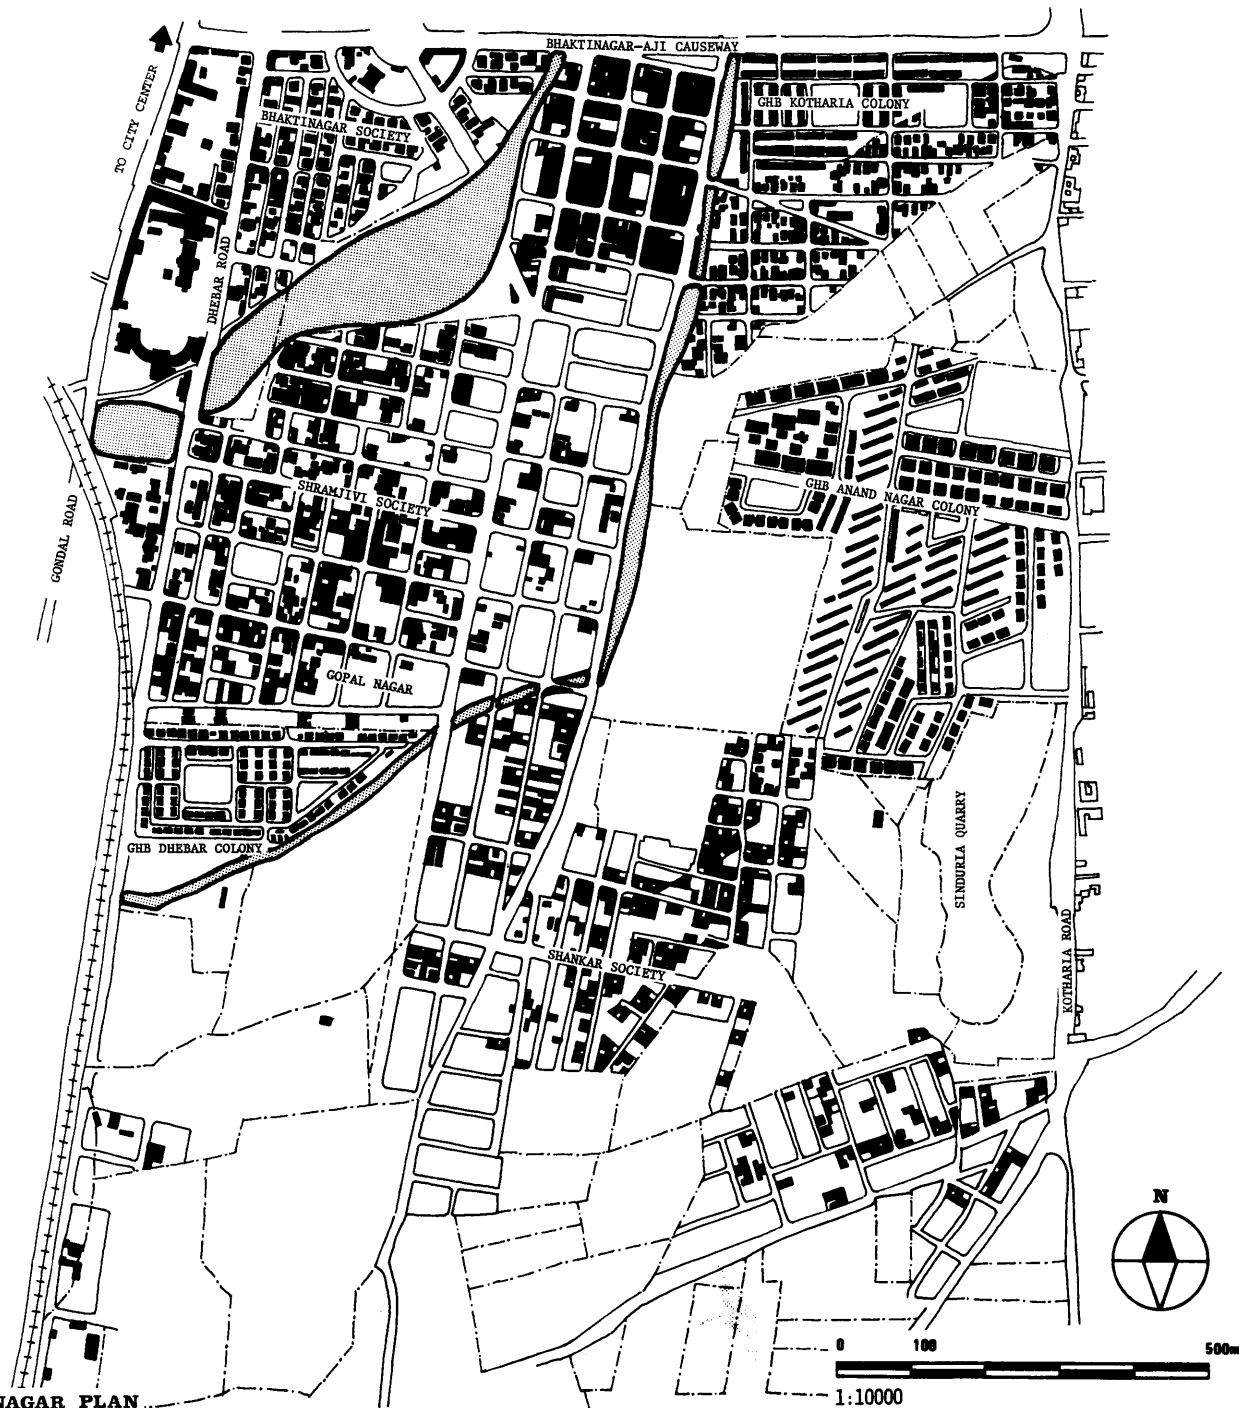 BHAKTINAGAR-AJI CAUSEWAY
TO CITY CENTER
GHB KOTHARIA COLONY
BHAKTINAGAR SOCIETY
DHEBAR ROAD
GONDAL ROAD
SHRAMJIVI SOCIETY
GHB ANAND NAGAR COLONY
GOPAL NAGAR
GHB DHEBAR COLONY
SINDURIA QUARRY
KOTHARIA ROAD
SHANKAR SOCIETY
N
0 100 500m
1:10000
NAGAR PLAN